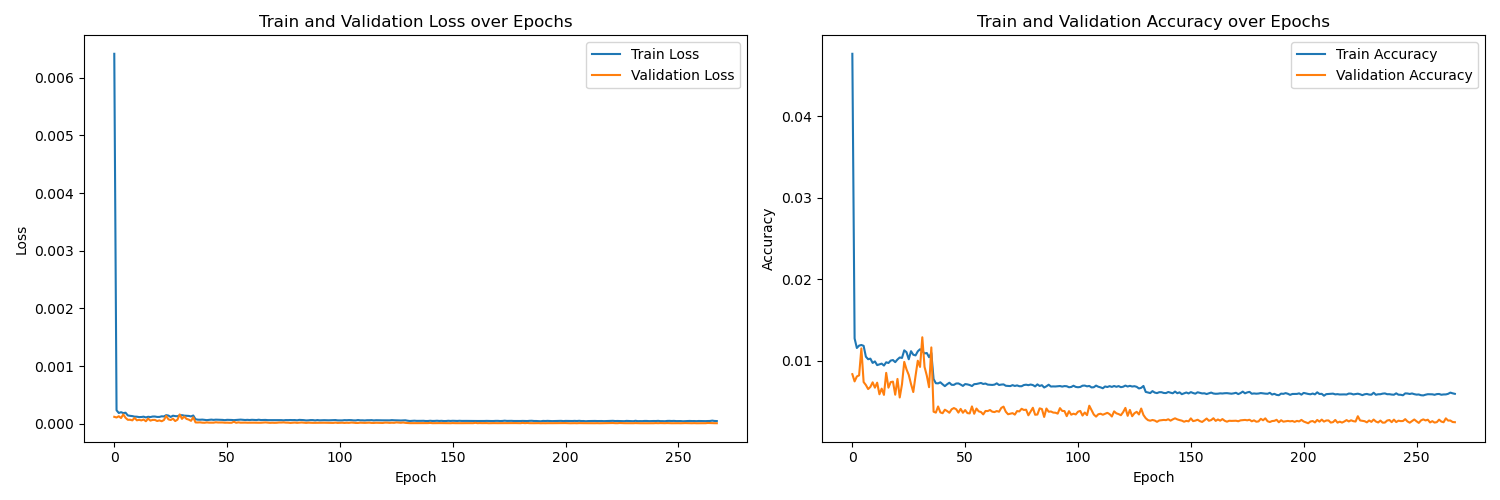 Train and Validation Loss over Epochs
Train Loss
Validation Loss
0.006
0.005
0.004
0.003
0.002
0.001
0.000
Loss
0 50 100 150 200 250
Epoch
Train and Validation Accuracy over Epochs
Train Accuracy
Validation Accuracy
0.04
0.03
0.02
0.01
Accuracy
0 50 100 150 200 250
Epoch